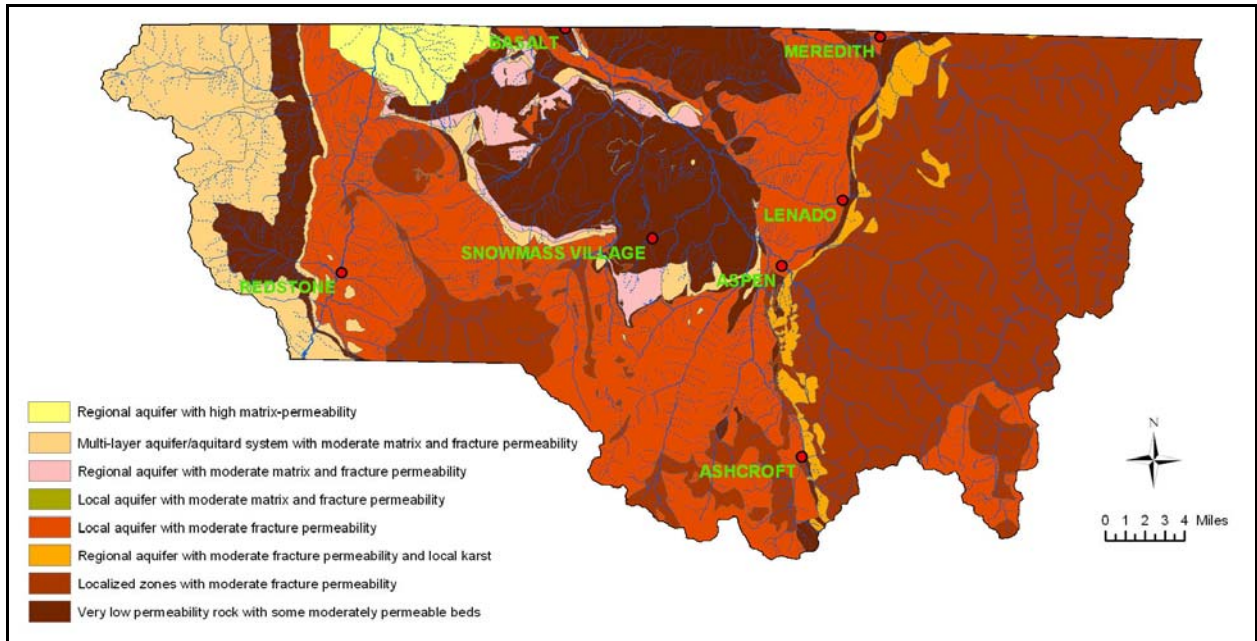 BASALT
MEREDITH
LENADO
SNOWMASS VILLAGE
ASPEN
REDSTONE
ASHCROFT
Regional aquifer with high matrix-permeability
Multi-layer aquifer/aquitard system with moderate matrix and fracture permeability
Regional aquifer with moderate matrix and fracture permeability
Local aquifer with moderate matrix and fracture permeability
Local aquifer with moderate fracture permeability
Regional aquifer with moderate fracture permeability and local karst
Localized zones with moderate fracture permeability
Very low permeability rock with some moderately permeable beds
N
0 1 2 3 4 Miles